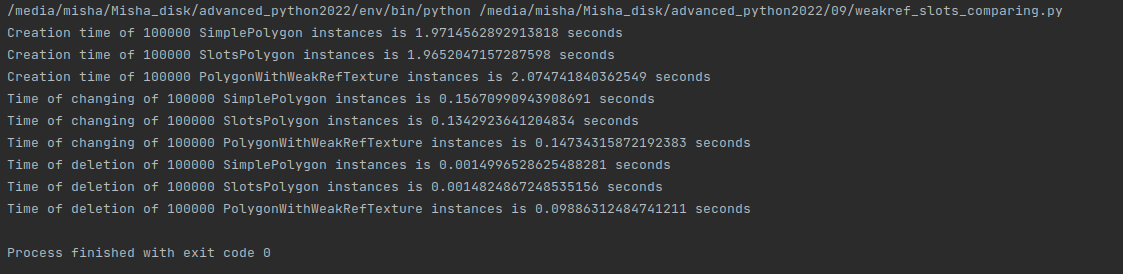 /media/misha/Misha_disk/advanced_python2022/env/bin/python /media/misha/Misha_disk/advanced_python2022/09/weakref_slots_comparing.py
Creation time of 100000 SimplePolygon instances is 1.9714562892913818 seconds
Creation time of 100000 SlotsPolygon instances is 1.9652047157287598 seconds
Creation time of 100000 PolygonWithWeakRefTexture instances is 2.074741840362549 seconds
Time of changing of 100000 SimplePolygon instances is 0.15670990943908691 seconds
Time of changing of 100000 SlotsPolygon instances is 0.1342923641204834 seconds
Time of changing of 100000 PolygonWithWeakRefTexture instances is 0.14734315872192383 seconds
Time of deletion of 100000 SimplePolygon instances is 0.0014996528625488281 seconds
Time of deletion of 100000 SlotsPolygon instances is 0.0014824867248535156 seconds
Time of deletion of 100000 PolygonWithWeakRefTexture instances is 0.09886312484741211 seconds
Process finished with exit code 0